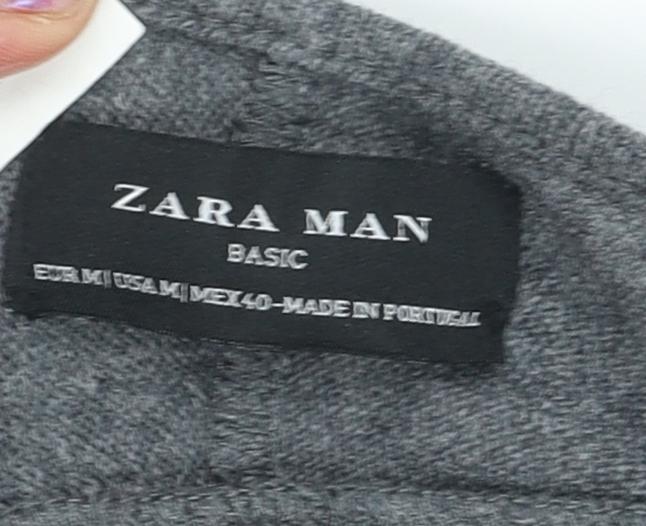 ZARA MAN
BASIC
EUR M | USA M | MEX 40 - MADE IN PORTUGAL